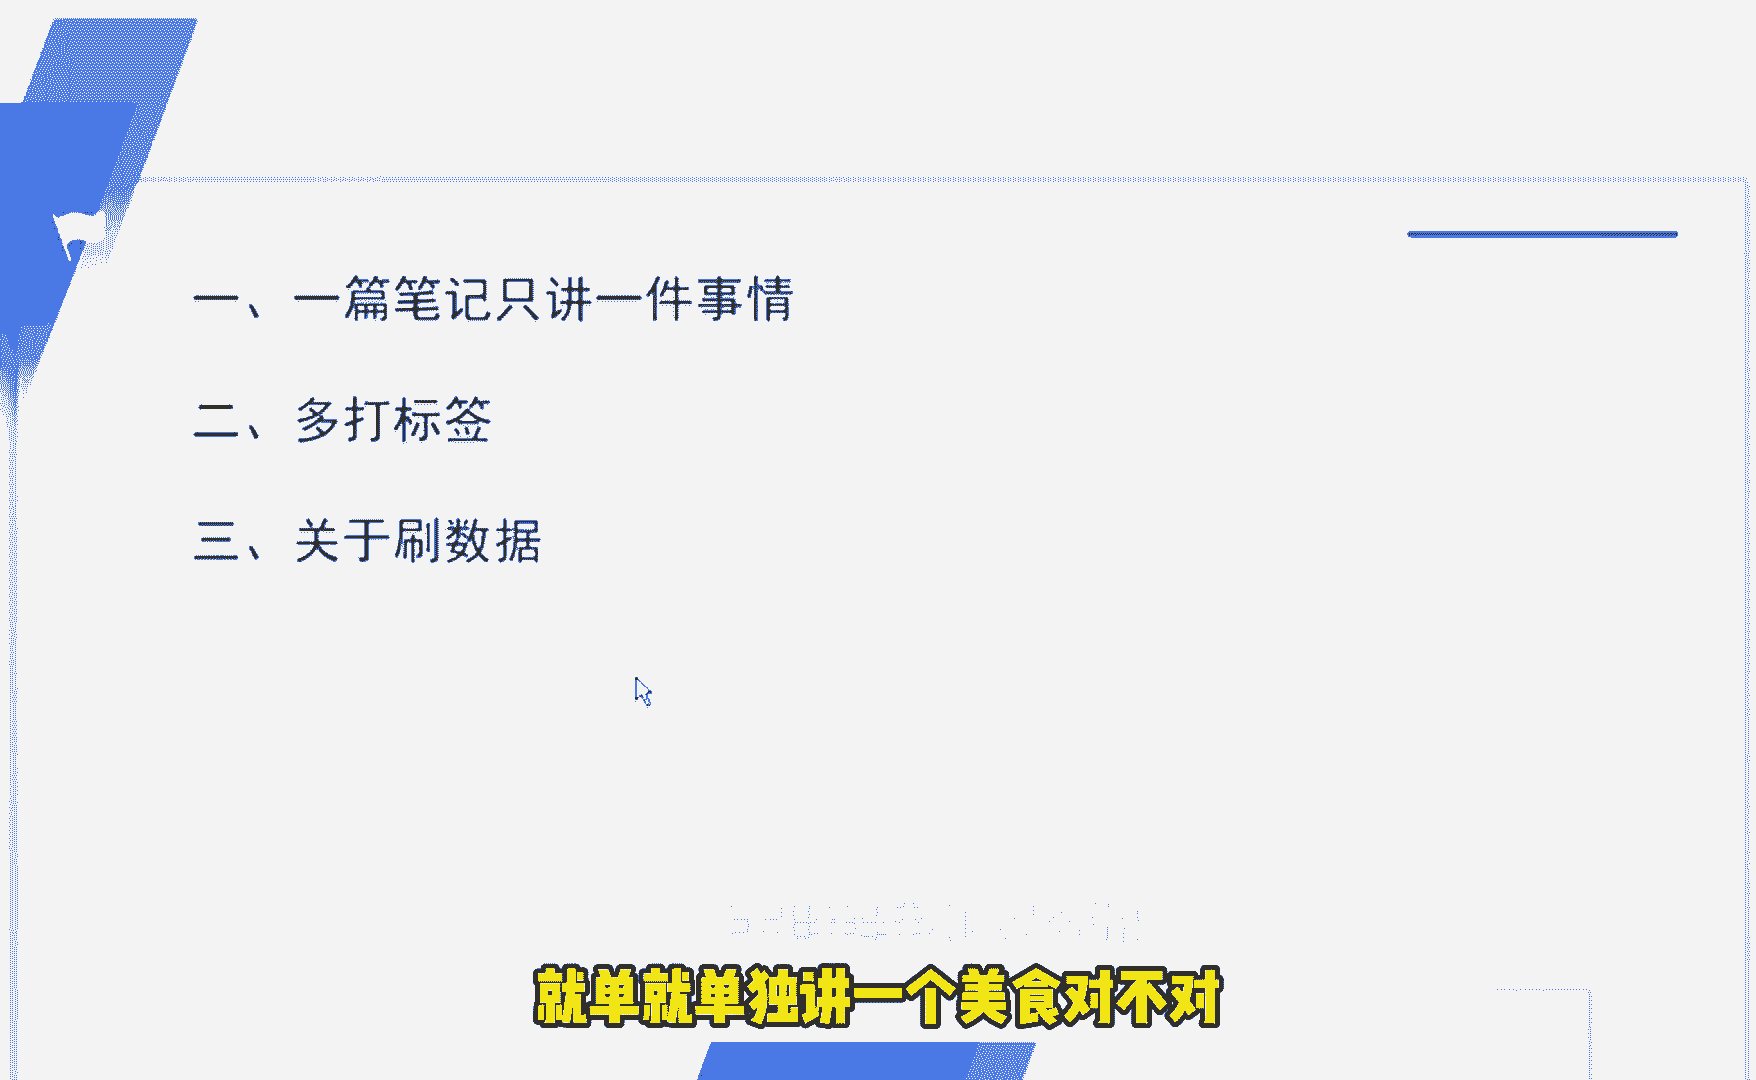 一、一篇笔记只讲一件事情
二、多打标签
三、关于刷数据
就单就单独讲一个美食对不对